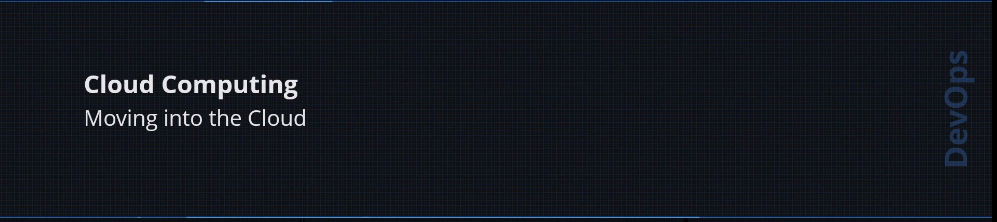 Cloud Computing
Moving into the Cloud
DevOps